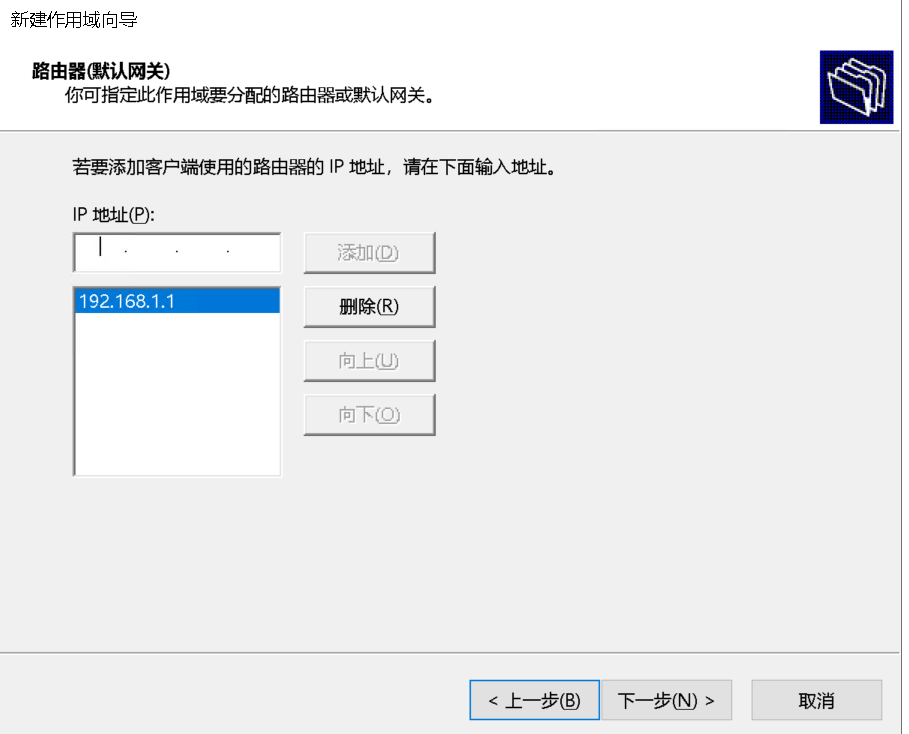 新建作用域向导
路由器(默认网关)
你可指定此作用域要分配的路由器或默认网关。
若要添加客户端使用的路由器的 IP 地址，请在下面输入地址。
IP 地址(P):
. . .
添加(D)
192.168.1.1
删除(R)
向上(U)
向下(O)
< 上一步(B)
下一步(N) >
取消